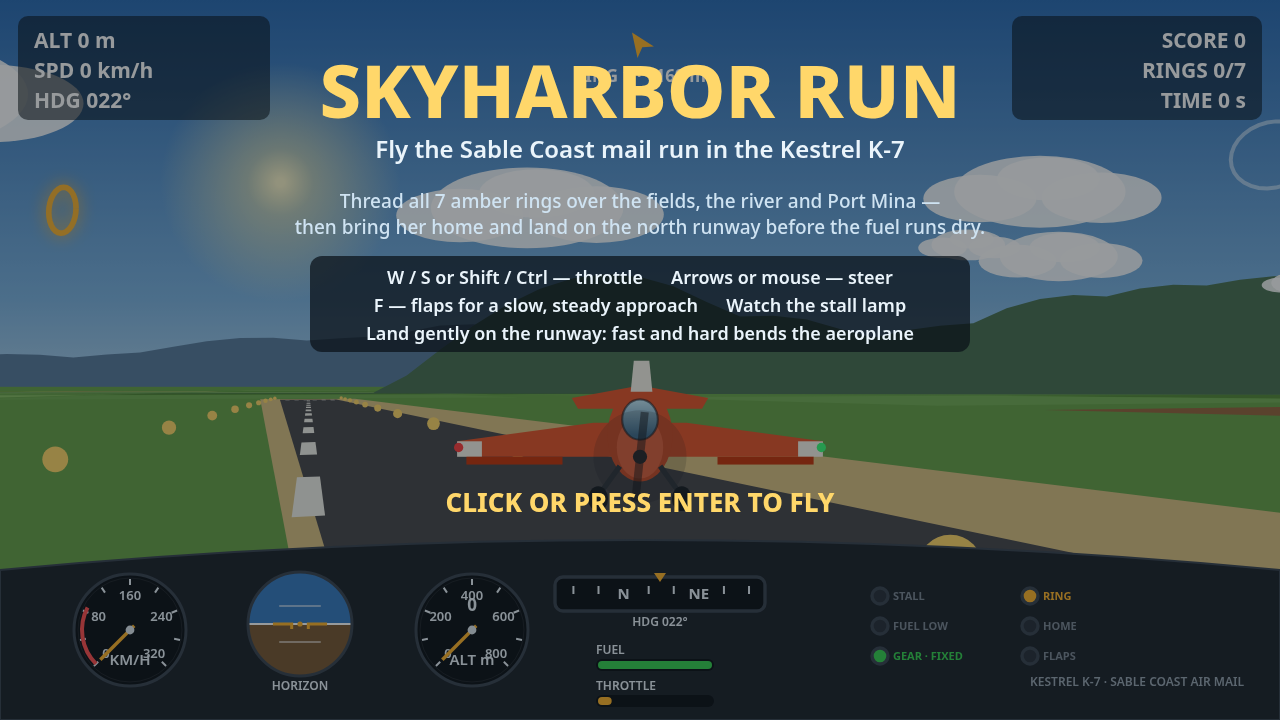 ALT 0 m
SPD 0 km/h
HDG 022°
SCORE 0
RINGS 0/7
TIME 0 s
SKYHARBOR RUN
Fly the Sable Coast mail run in the Kestrel K-7
Thread all 7 amber rings over the fields, the river and Port Mina —
then bring her home and land on the north runway before the fuel runs dry.
W / S or Shift / Ctrl — throttle Arrows or mouse — steer
F — flaps for a slow, steady approach Watch the stall lamp
Land gently on the runway: fast and hard bends the aeroplane
CLICK OR PRESS ENTER TO FLY
0 80 160 240 320
KM/H
HORIZON
0 200 400 600 800
0
ALT m
N NE
HDG 022°
FUEL
THROTTLE
STALL
RING
FUEL LOW
HOME
GEAR · FIXED
FLAPS
KESTREL K-7 · SABLE COAST AIR MAIL